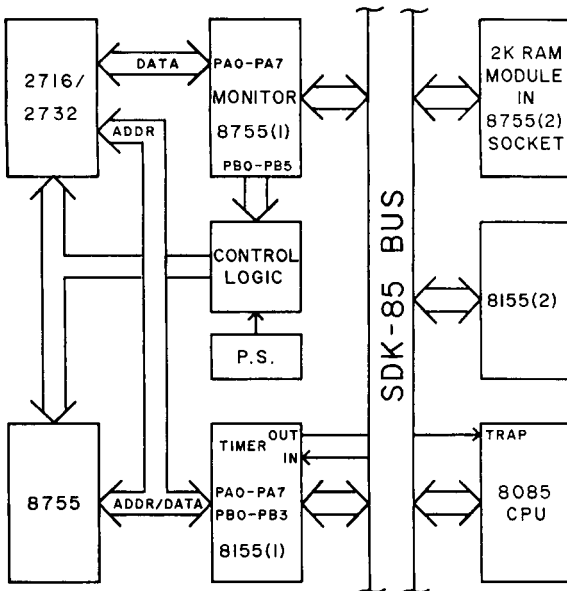 2716/
2732
DATA
ADDR
PA0-PA7
MONITOR
8755(1)
PB0-PB5
CONTROL
LOGIC
P.S.
8755
ADDR/DATA
TIMER
OUT
IN
PA0-PA7
PB0-PB3
8155(1)
SDK-85 BUS
2K RAM
MODULE
IN
8755(2)
SOCKET
8155(2)
TRAP
8085
CPU